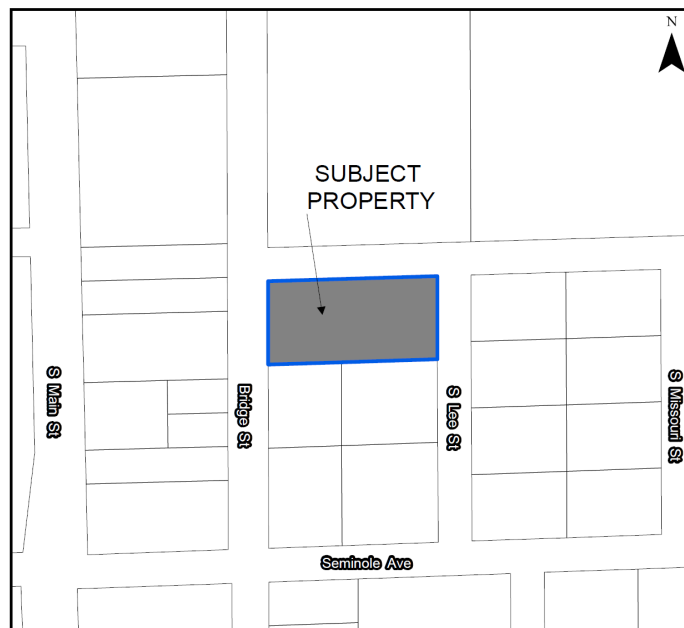 N
SUBJECT
PROPERTY
S Main St
Bridge St
S Lee St
S Missouri St
Seminole Ave